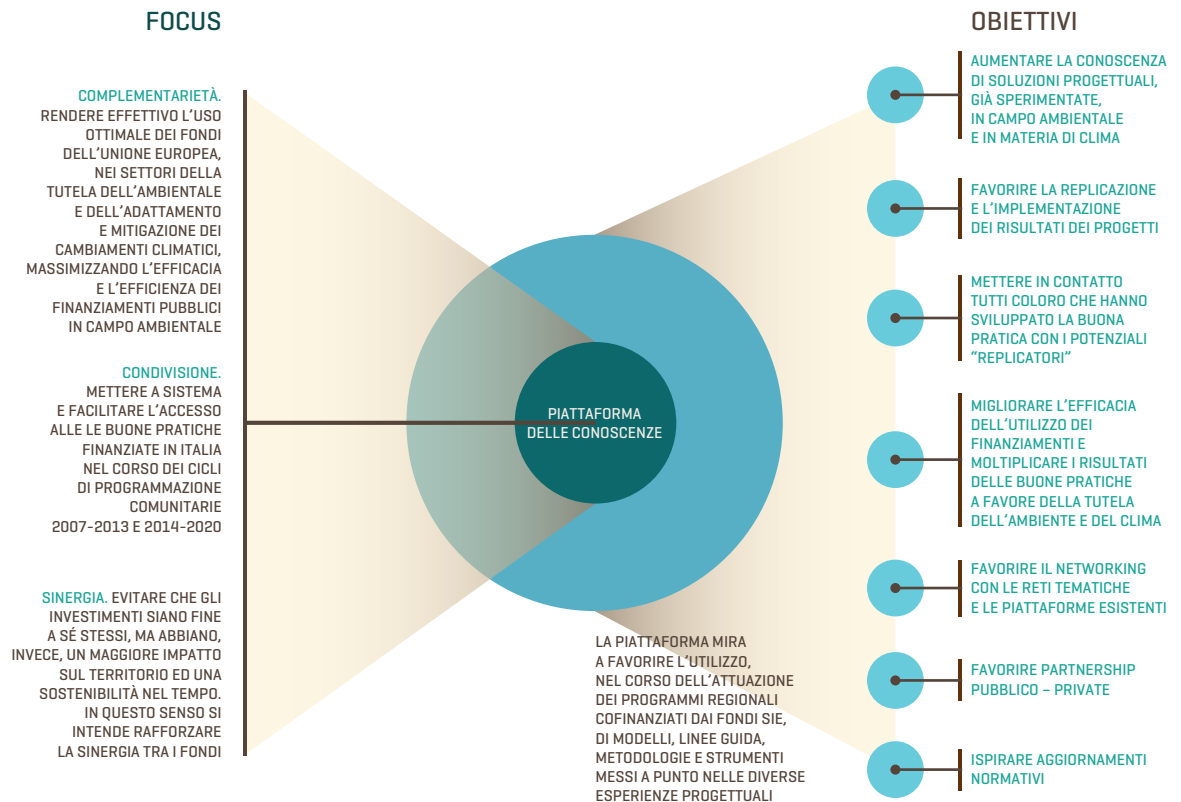 FOCUS
COMPLEMENTARIETÀ.
RENDERE EFFETTIVO L'USO
OTTIMALE DEI FONDI
DELL'UNIONE EUROPEA,
NEI SETTORI DELLA
TUTELA DELL'AMBIENTALE
E DELL'ADATTAMENTO
E MITIGAZIONE DEI
CAMBIAMENTI CLIMATICI,
MASSIMIZZANDO L'EFFICACIA
E L'EFFICIENZA DEI
FINANZIAMENTI PUBBLICI
IN CAMPO AMBIENTALE
CONDIVISIONE.
METTERE A SISTEMA
E FACILITARE L'ACCESSO
ALLE LE BUONE PRATICHE
FINANZIATE IN ITALIA
NEL CORSO DEI CICLI
DI PROGRAMMAZIONE
COMUNITARIE
2007-2013 E 2014-2020
SINERGIA. EVITARE CHE GLI
INVESTIMENTI SIANO FINE
A SÉ STESSI, MA ABBIANO,
INVECE, UN MAGGIORE IMPATTO
SUL TERRITORIO ED UNA
SOSTENIBILITÀ NEL TEMPO.
IN QUESTO SENSO SI
INTENDE RAFFORZARE
LA SINERGIA TRA I FONDI
PIATTAFORMA
DELLE CONOSCENZE
LA PIATTAFORMA MIRA
A FAVORIRE L'UTILIZZO,
NEL CORSO DELL'ATTUAZIONE
DEI PROGRAMMI REGIONALI
COFINANZIATI DAI FONDI SIE,
DI MODELLI, LINEE GUIDA,
METODOLOGIE E STRUMENTI
MESSI A PUNTO NELLE DIVERSE
ESPERIENZE PROGETTUALI
OBIETTIVI
AUMENTARE LA CONOSCENZA
DI SOLUZIONI PROGETTUALI,
GIÀ SPERIMENTATE,
IN CAMPO AMBIENTALE
E IN MATERIA DI CLIMA
FAVORIRE LA REPLICAZIONE
E L'IMPLEMENTAZIONE
DEI RISULTATI DEI PROGETTI
METTERE IN CONTATTO
TUTTI COLORO CHE HANNO
SVILUPPATO LA BUONA
PRATICA CON I POTENZIALI
"REPLICATORI"
MIGLIORARE L'EFFICACIA
DELL'UTILIZZO DEI
FINANZIAMENTI E
MOLTIPLICARE I RISULTATI
DELLE BUONE PRATICHE
A FAVORE DELLA TUTELA
DELL'AMBIENTE E DEL CLIMA
FAVORIRE IL NETWORKING
CON LE RETI TEMATICHE
E LE PIATTAFORME ESISTENTI
FAVORIRE PARTNERSHIP
PUBBLICO – PRIVATE
ISPIRARE AGGIORNAMENTI
NORMATIVI